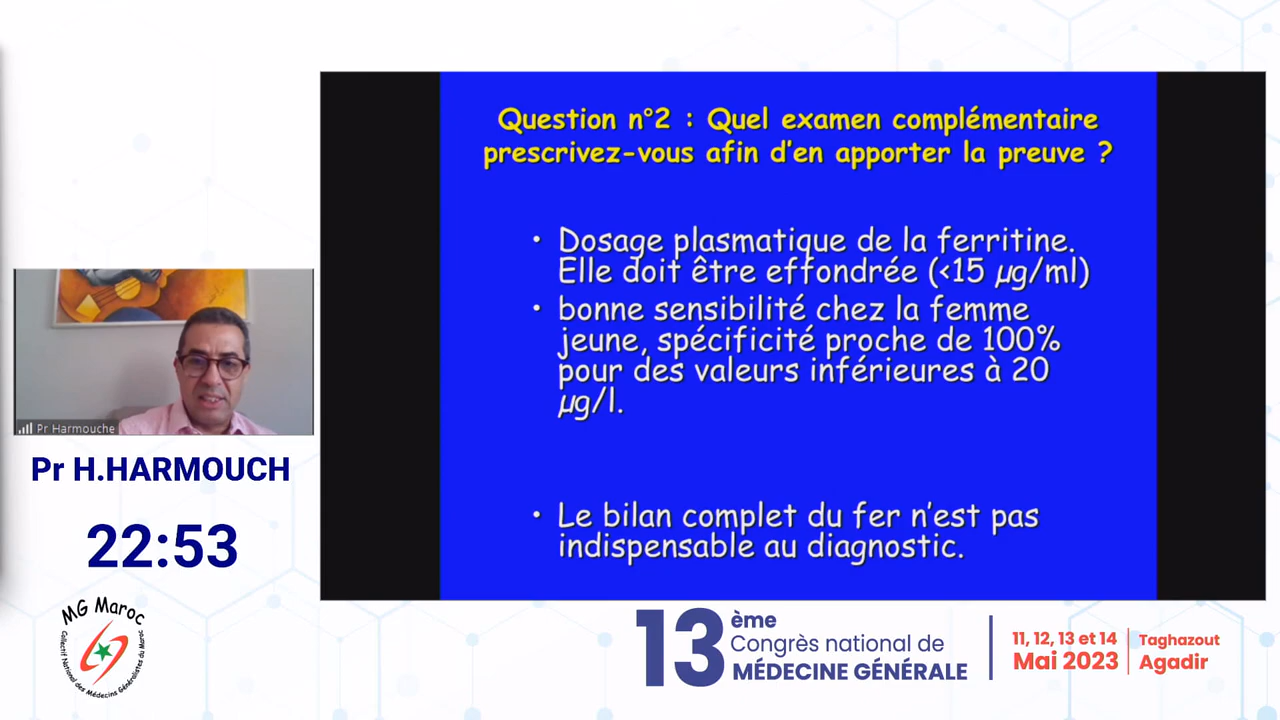 Question n°2 : Quel examen complémentaire
prescrivez-vous afin d'en apporter la preuve ?
• Dosage plasmatique de la ferritine.
Elle doit être effondrée (<15 µg/ml)
• bonne sensibilité chez la femme
jeune, spécificité proche de 100%
pour des valeurs inférieures à 20
µg/l.
• Le bilan complet du fer n'est pas
indispensable au diagnostic.
Pr Harmouche
Pr H.HARMOUCH
22:53
MG Maroc
Collectif National des Médecins Généralistes du Maroc
13 ème
Congrès national de
MÉDECINE GÉNÉRALE
11, 12, 13 et 14
Mai 2023
Taghazout
Agadir